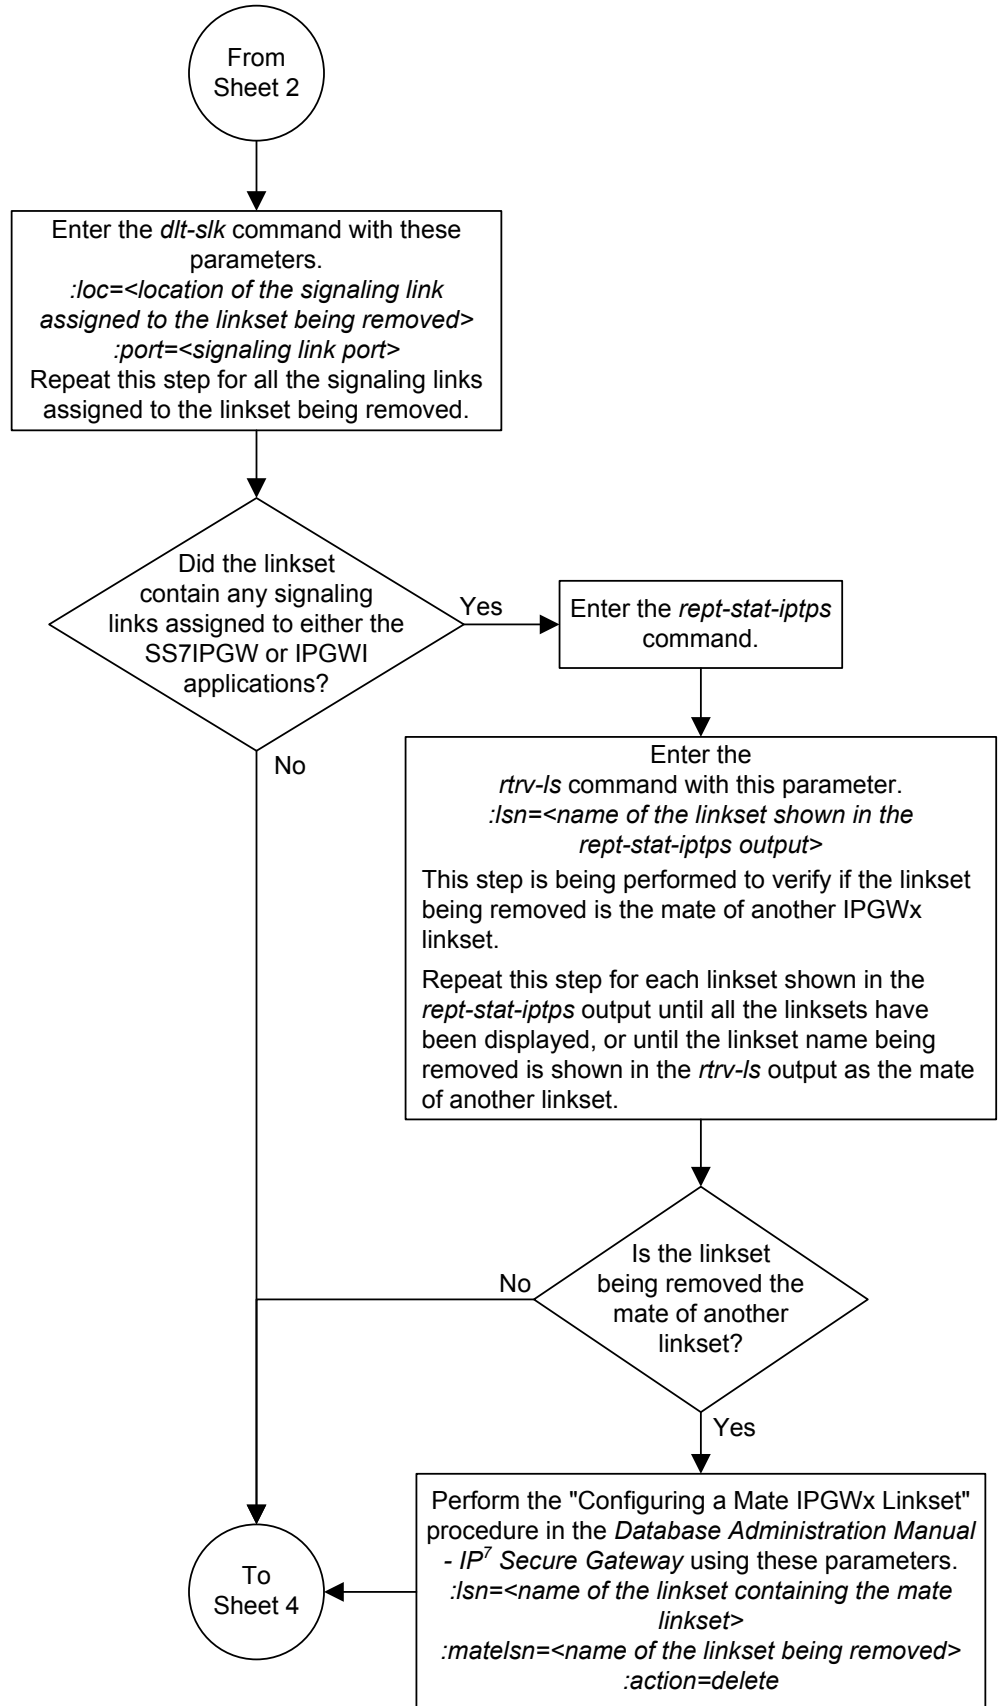 From
Sheet 2
Enter the dlt-slk command with these
parameters.
:loc=<location of the signaling link
assigned to the linkset being removed>
:port=<signaling link port>
Repeat this step for all the signaling links
assigned to the linkset being removed.
Did the linkset
contain any signaling
links assigned to either the
SS7IPGW or IPGWI
applications?
Yes
Enter the rept-stat-iptps
command.
No
Enter the
rtrv-ls command with this parameter.
:lsn=<name of the linkset shown in the
rept-stat-iptps output>
This step is being performed to verify if the linkset
being removed is the mate of another IPGWx
linkset.
Repeat this step for each linkset shown in the
rept-stat-iptps output until all the linksets have
been displayed, or until the linkset name being
removed is shown in the rtrv-ls output as the mate
of another linkset.
Is the linkset
being removed the
mate of another
linkset?
No
Yes
Perform the "Configuring a Mate IPGWx Linkset"
procedure in the Database Administration Manual
- IP⁷ Secure Gateway using these parameters.
:lsn=<name of the linkset containing the mate
linkset>
:matelsn=<name of the linkset being removed>
:action=delete
To
Sheet 4